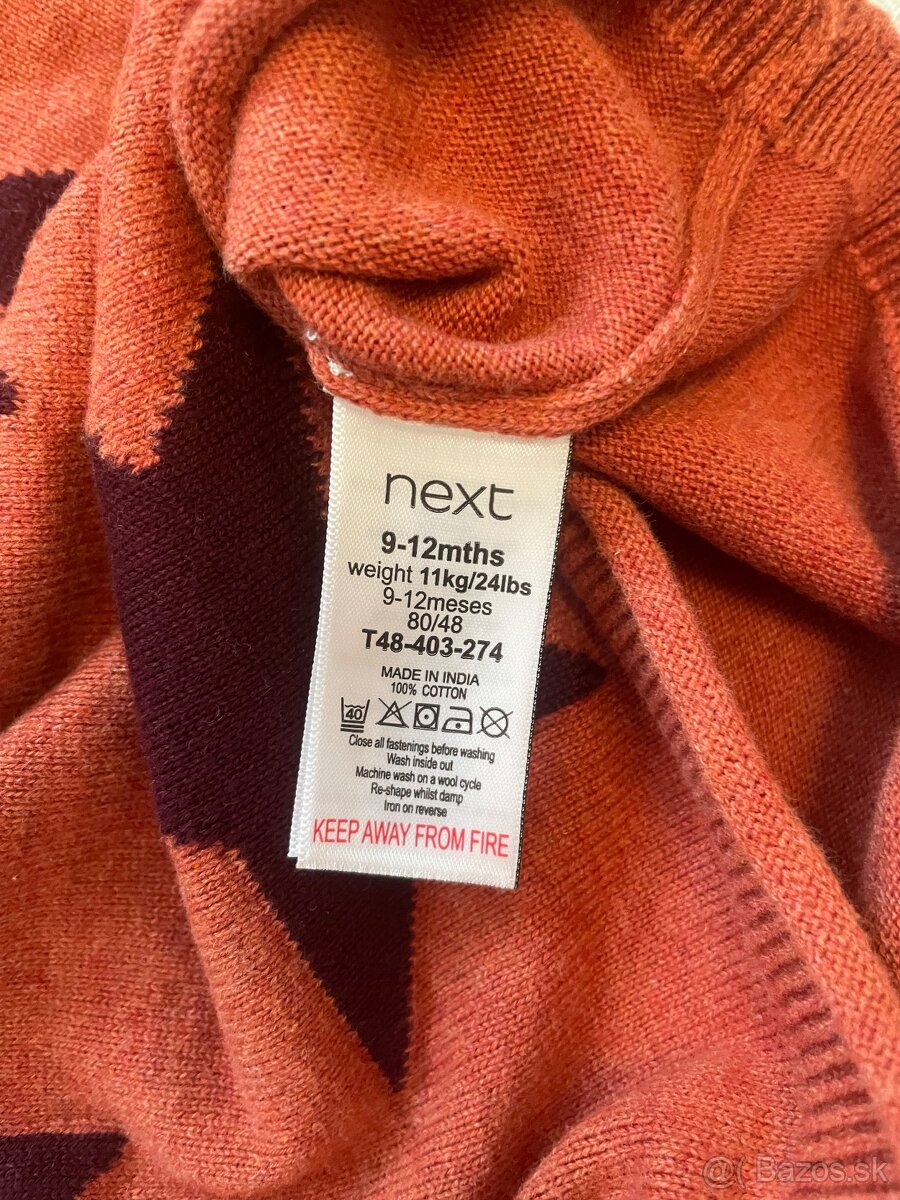 next
9-12mths
weight 11kg/24lbs
9-12meses
80/48
T48-403-274
MADE IN INDIA
100% COTTON
40
Close all fastenings before washing
Wash inside out
Machine wash on a wool cycle
Re-shape whilst damp
Iron on reverse
KEEP AWAY FROM FIRE
@( Bazos.sk